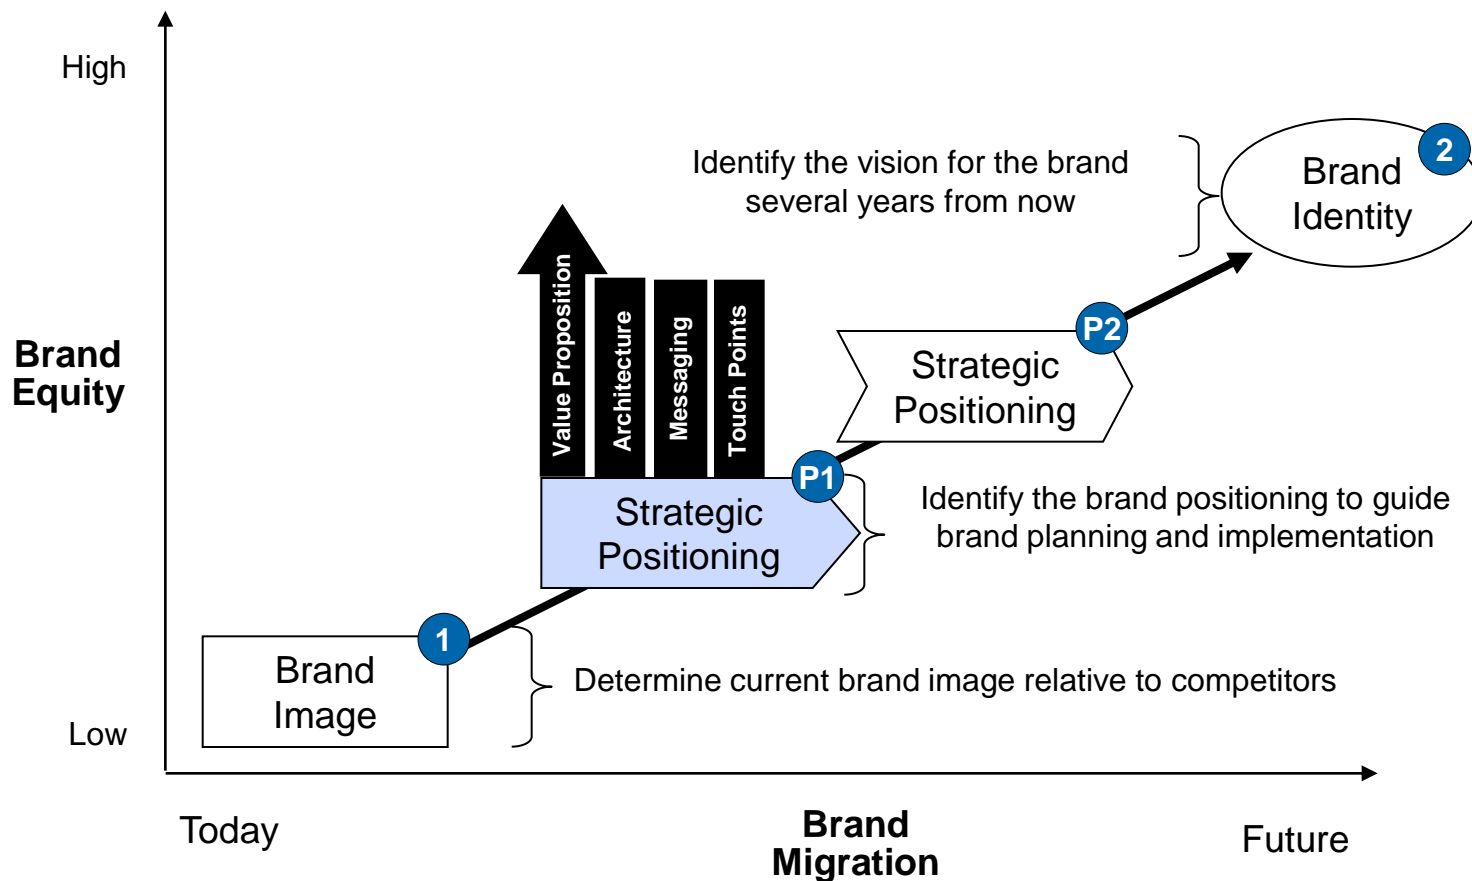 High
Identify the vision for the brand
several years from now
Brand
Identity
2
Value Proposition
Architecture
Messaging
Touch Points
Brand
Equity
P2
Strategic
Positioning
P1
Strategic
Positioning
Identify the brand positioning to guide
brand planning and implementation
1
Brand
Image
Determine current brand image relative to competitors
Low
Today
Brand
Migration
Future